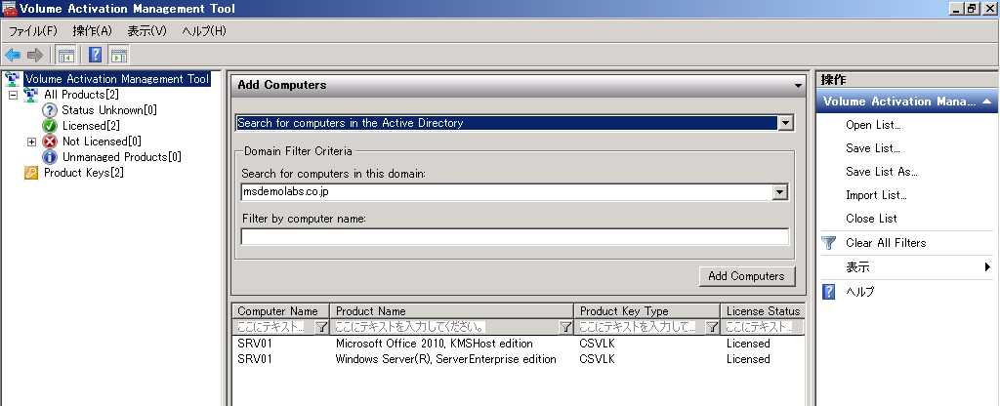 Volume Activation Management Tool
ファイル(F) 操作(A) 表示(V) ヘルプ(H)
Volume Activation Management Tool
All Products[2]
Status Unknown[0]
Licensed[2]
Not Licensed[0]
Unmanaged Products[0]
Product Keys[2]
Add Computers
Search for computers in the Active Directory
Domain Filter Criteria
Search for computers in this domain:
msdemolabs.co.jp
Filter by computer name:
Add Computers
Computer Name Product Name Product Key Type License Status
ここにテキスト... ここにテキストを入力してください。 ここにテキストを入力して... ここにテキスト...
SRV01 Microsoft Office 2010, KMSHost edition CSVLK Licensed
SRV01 Windows Server(R), ServerEnterprise edition CSVLK Licensed
操作
Volume Activation Mana...
Open List...
Save List...
Save List As...
Import List...
Close List
Clear All Filters
表示
ヘルプ